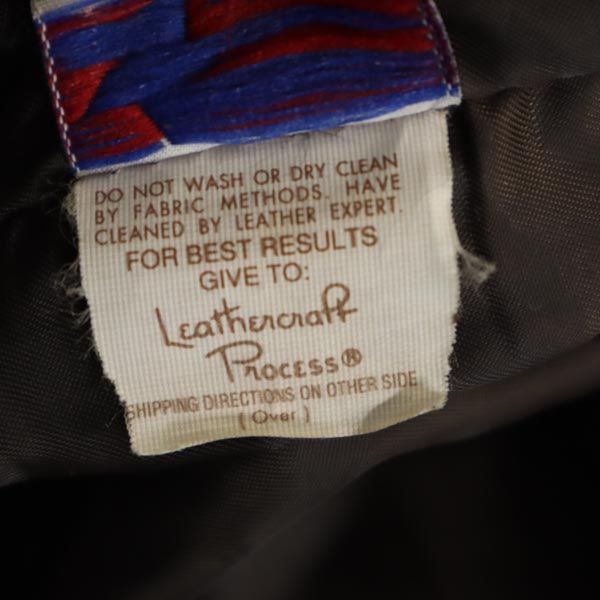 DO NOT WASH OR DRY CLEAN
BY FABRIC METHODS. HAVE
CLEANED BY LEATHER EXPERT.
FOR BEST RESULTS
GIVE TO:
Leathercraft
Process®
SHIPPING DIRECTIONS ON OTHER SIDE
(Over)